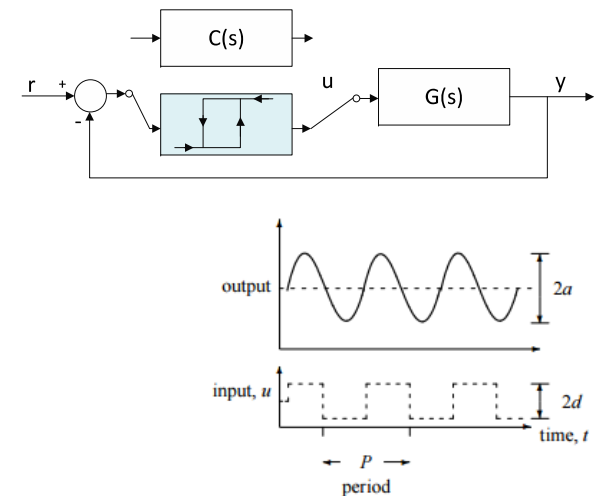 C(s)
r
+
-
u
G(s)
y
output
2a
input, u
2d
time, t
P
period